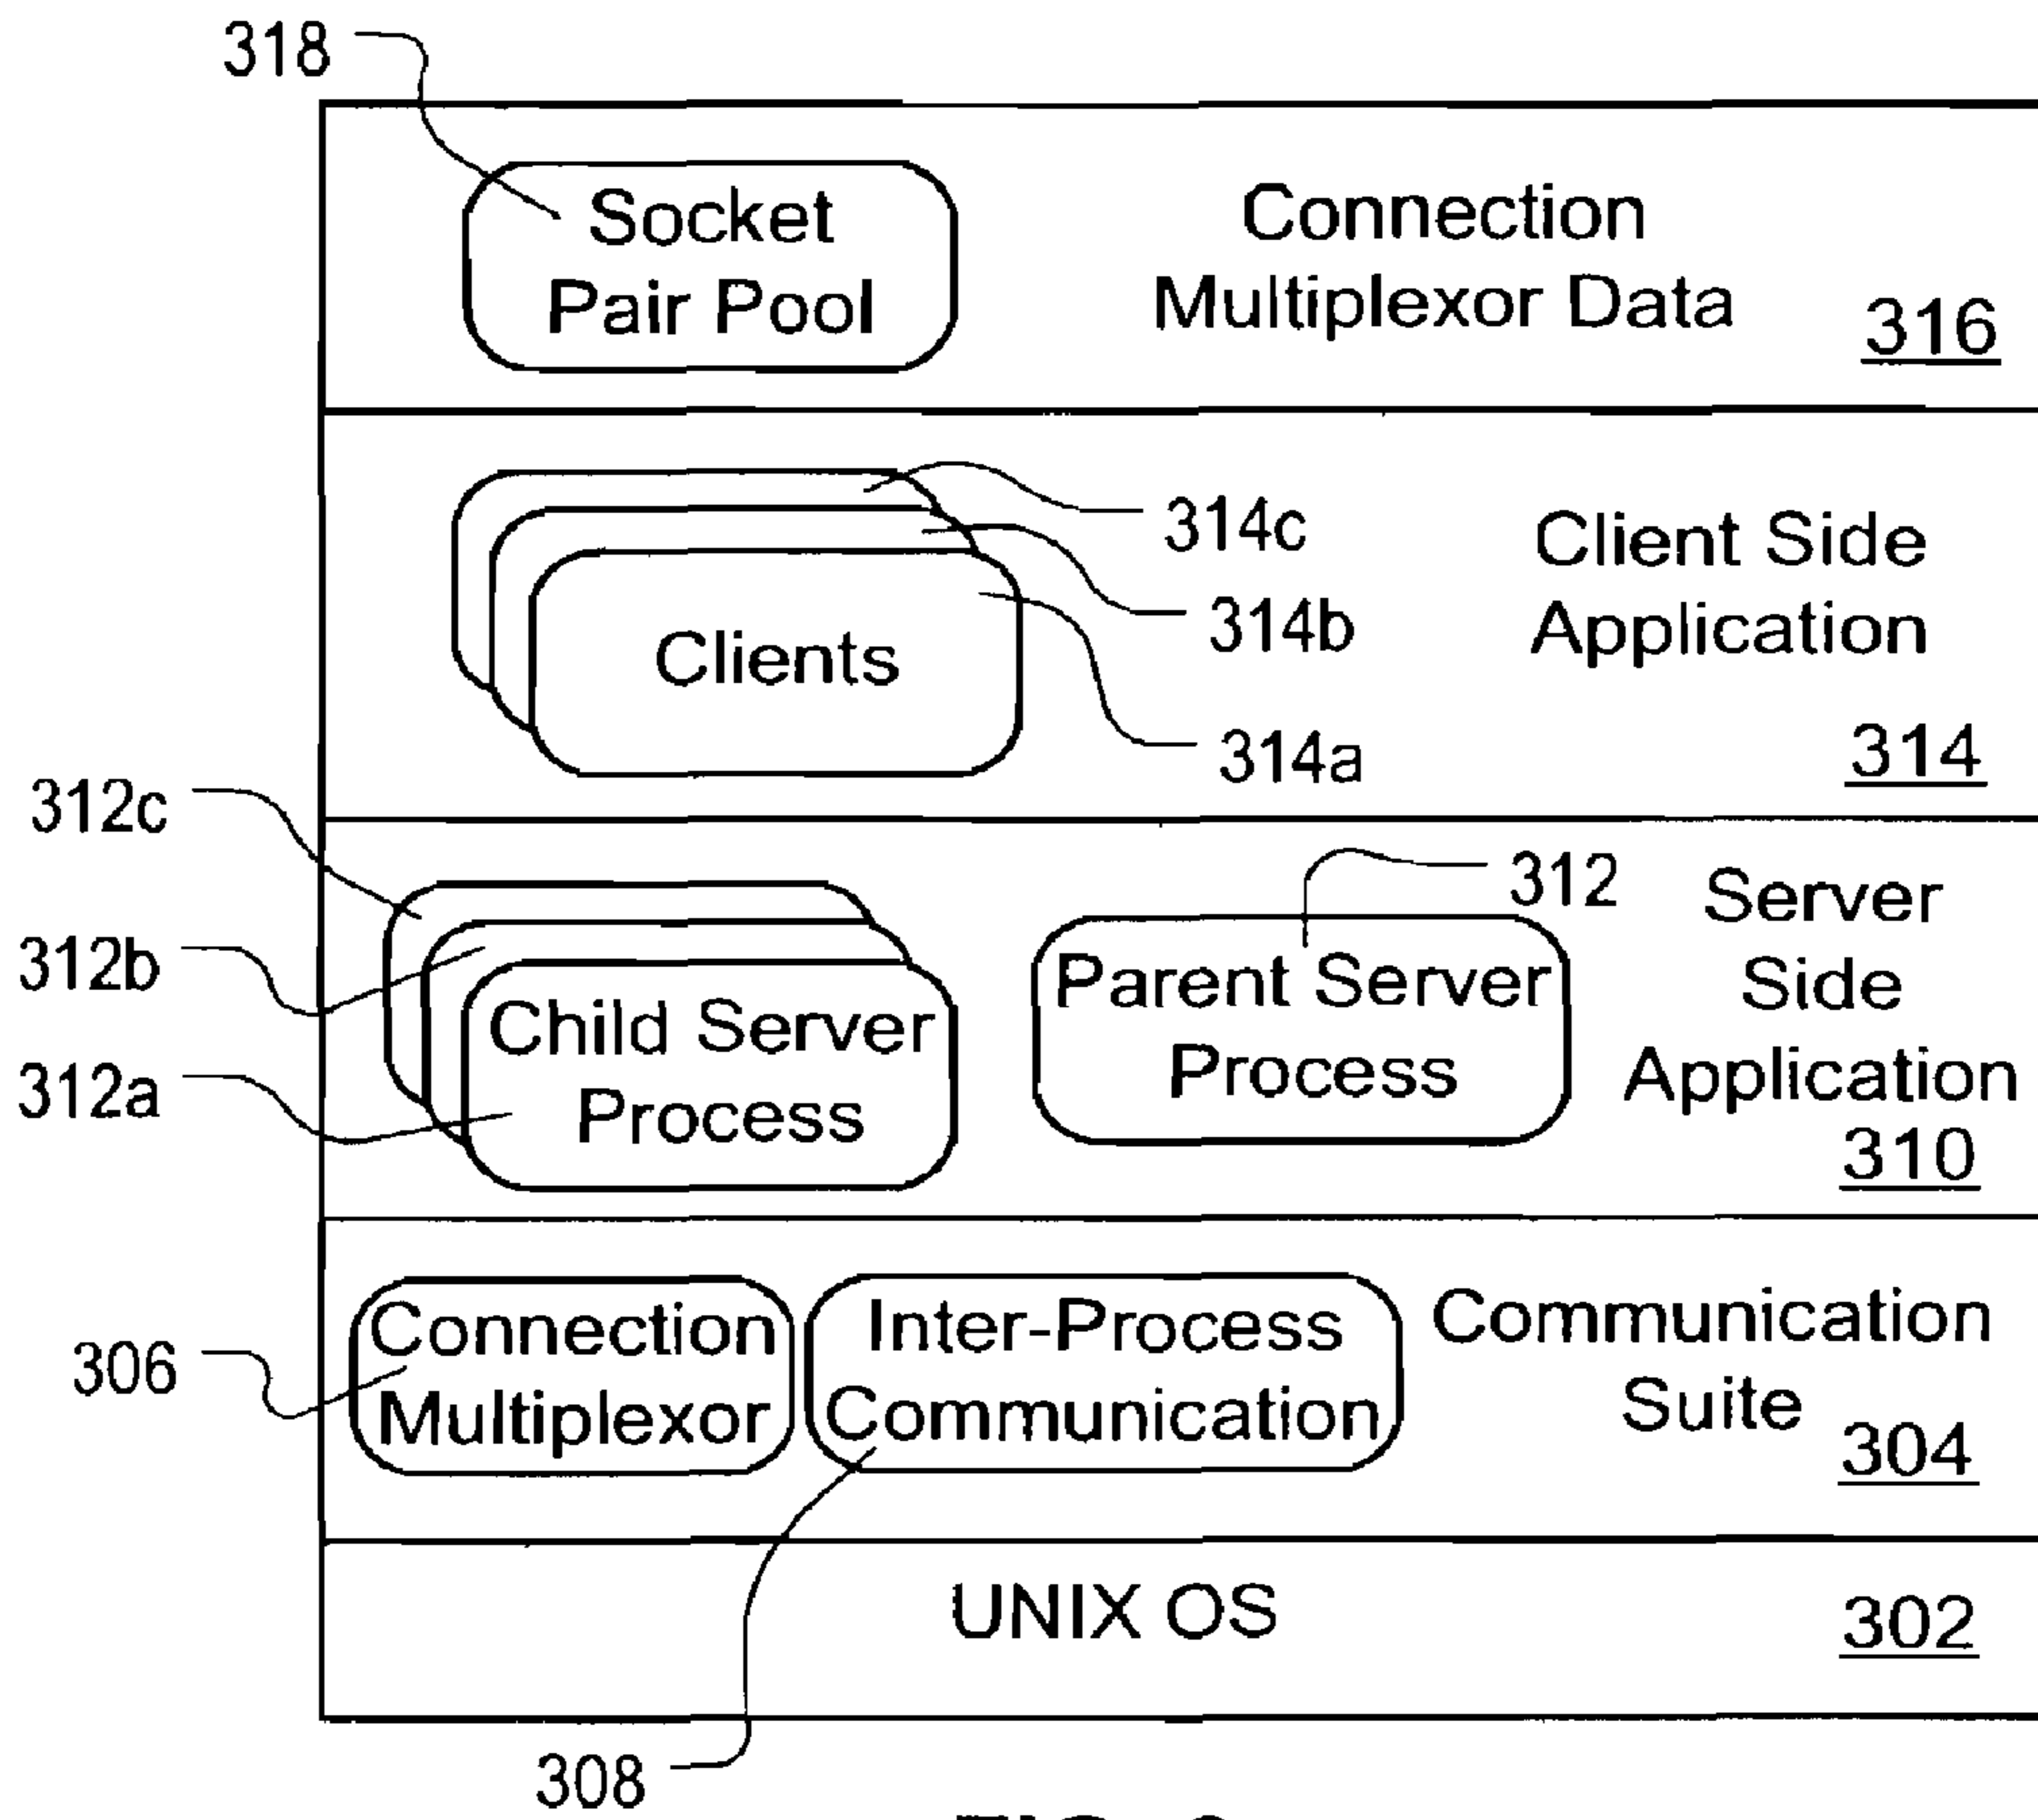 318
Socket
Pair Pool
Connection
Multiplexor Data
316
314c
314b
314a
Clients
Client Side
Application
314
312c
312b
312a
Child Server
Process
312
Parent Server
Process
Server
Side
Application
310
306
Connection
Multiplexor
Inter-Process
Communication
Communication
Suite
304
UNIX OS
302
308